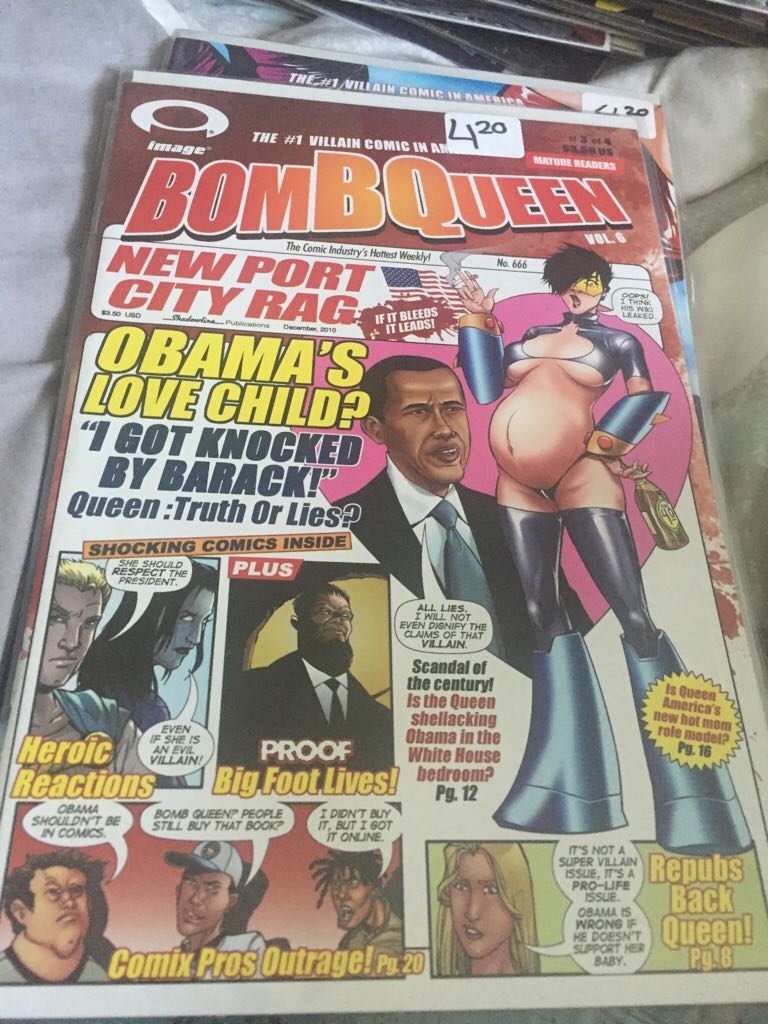 THE #1 VILLAIN COMIC IN AMERICA
420
420
image®
THE #1 VILLAIN COMIC IN AM
# 3 of 4
$3.50 US
MATURE READERS
BOMB QUEEN
VOL. 6
The Comic Industry's Hottest Weekly!
No. 666
NEW PORT
CITY RAG
$3.50 USD
Shadowline Publications
December, 2010
IF IT BLEEDS
IT LEADS!
OOPS!
I THINK
HIS WIKI
LEAKED.
OBAMA'S
LOVE CHILD?
"I GOT KNOCKED
BY BARACK!"
Queen :Truth Or Lies?
SHOCKING COMICS INSIDE
SHE SHOULD
RESPECT THE
PRESIDENT.
EVEN
IF SHE IS
AN EVIL
VILLAIN!
Heroic
Reactions
PLUS
PROOF
Big Foot Lives!
ALL LIES.
I WILL NOT
EVEN DIGNIFY THE
CLAIMS OF THAT
VILLAIN.
Scandal of
the century!
Is the Queen
shellacking
Obama in the
White House
bedroom?
Pg. 12
Is Queen
America's
new hot mom
role model?
Pg. 16
OBAMA
SHOULDN'T BE
IN COMICS.
BOMB QUEEN? PEOPLE
STILL BUY THAT BOOK?
I DIDN'T BUY
IT, BUT I GOT
IT ONLINE.
Comix Pros Outrage! Pg. 20
IT'S NOT A
SUPER VILLAIN
ISSUE, IT'S A
PRO-LIFE
ISSUE.
OBAMA IS
WRONG IF
HE DOESN'T
SUPPORT HER
BABY.
Repubs
Back
Queen!
Pg. 8